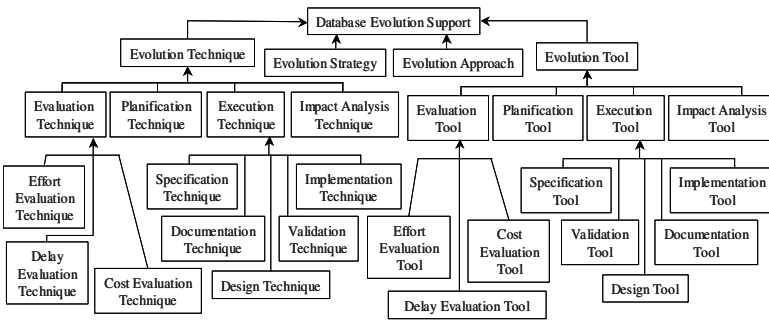 Database Evolution Support
Evolution Technique
Evolution Strategy
Evolution Approach
Evolution Tool
Evaluation
Technique
Planification
Technique
Execution
Technique
Impact Analysis
Technique
Evaluation
Tool
Planification
Tool
Execution
Tool
Impact Analysis
Tool
Effort
Evaluation
Technique
Specification
Technique
Implementation
Technique
Specification
Tool
Implementation
Tool
Documentation
Technique
Validation
Technique
Effort
Evaluation
Tool
Cost
Evaluation
Tool
Validation
Tool
Documentation
Tool
Delay
Evaluation
Technique
Cost Evaluation
Technique
Design Technique
Delay Evaluation Tool
Design Tool